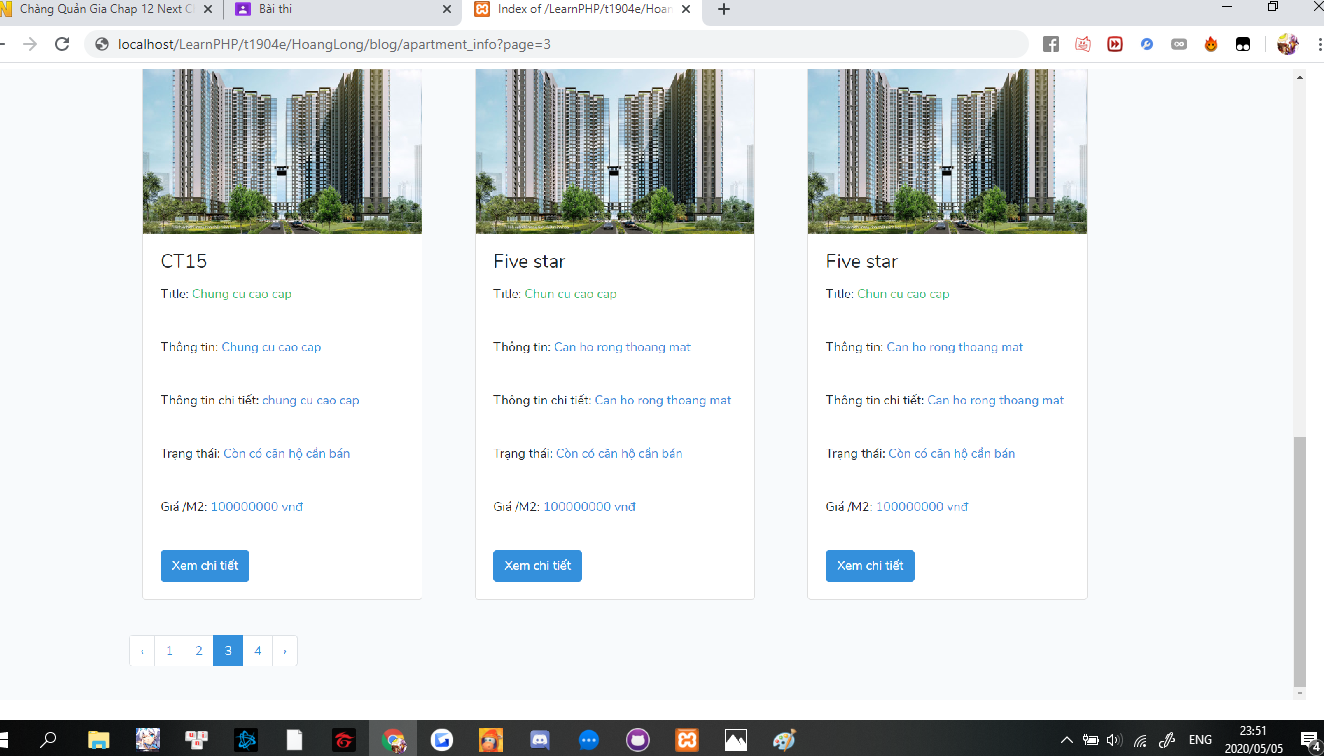 Chàng Quản Gia Chap 12 Next C
Bài thi
Index of /LearnPHP/t1904e/Hoan
localhost/LearnPHP/t1904e/HoangLong/blog/apartment_info?page=3
CT15
Title: Chung cu cao cap
Thông tin: Chung cu cao cap
Thông tin chi tiết: chung cu cao cap
Trạng thái: Còn có căn hộ cần bán
Giá /M2: 100000000 vnđ
Xem chi tiết
Five star
Title: Chun cu cao cap
Thông tin: Can ho rong thoang mat
Thông tin chi tiết: Can ho rong thoang mat
Trạng thái: Còn có căn hộ cần bán
Giá /M2: 100000000 vnđ
Xem chi tiết
Five star
Title: Chun cu cao cap
Thông tin: Can ho rong thoang mat
Thông tin chi tiết: Can ho rong thoang mat
Trạng thái: Còn có căn hộ cần bán
Giá /M2: 100000000 vnđ
Xem chi tiết
‹ 1 2 3 4 ›
ENG
23:51
2020/05/05
4